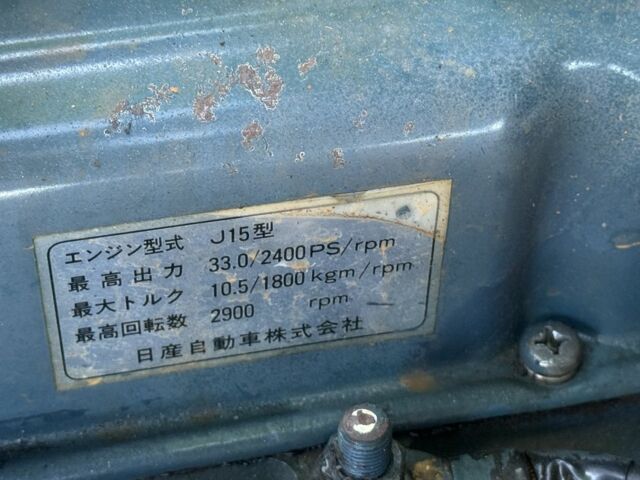 エンジン型式 J15型
最高出力 33.0/2400PS/rpm
最大トルク 10.5/1800kgm/rpm
最高回転数 2900 rpm
日産自動車株式会社